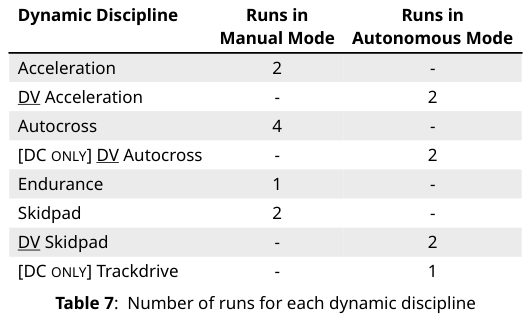 Dynamic Discipline Runs in Runs in
Manual Mode Autonomous Mode
Acceleration 2 -
DV Acceleration - 2
Autocross 4 -
[DC ONLY] DV Autocross - 2
Endurance 1 -
Skidpad 2 -
DV Skidpad - 2
[DC ONLY] Trackdrive - 1
Table 7: Number of runs for each dynamic discipline